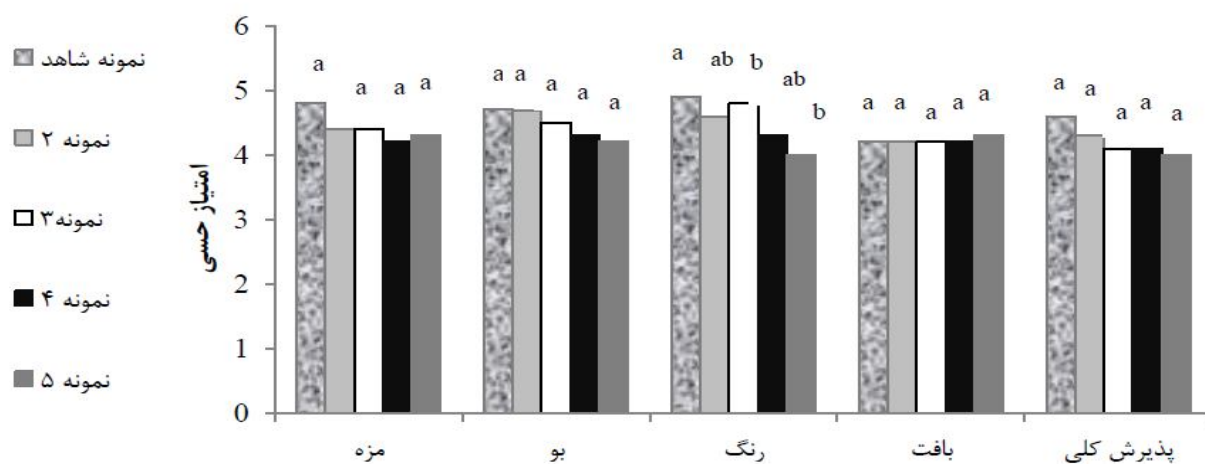 نمونه شاهد
نمونه ۲
نمونه۳
نمونه ۴
نمونه ۵
امتیاز حسی
6
5
4
3
2
1
0
a a a a
a a a a a
a ab b ab b
a a a a a
a a a a a
مزه
بو
رنگ
بافت
پذیرش کلی